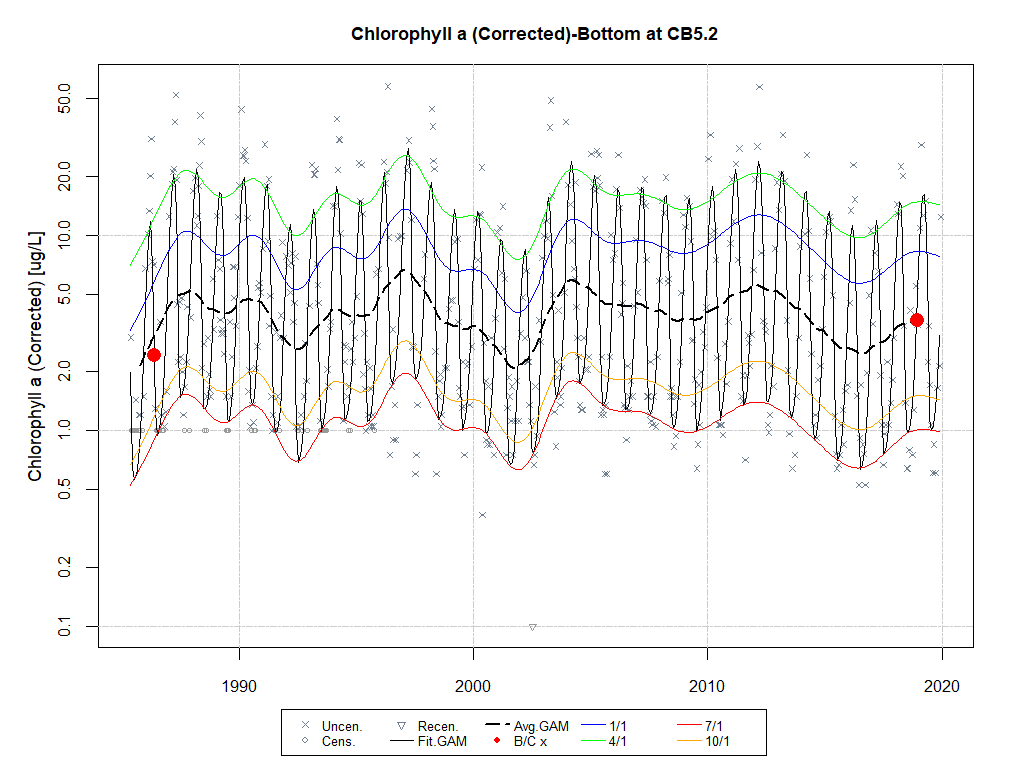 Chlorophyll a (Corrected)-Bottom at CB5.2
Chlorophyll a (Corrected) [ug/L]
50.0
20.0
10.0
5.0
2.0
1.0
0.5
0.2
0.1
1990 2000 2010 2020
Uncen. Recen. Avg.GAM 1/1 7/1
Cens. Fit.GAM B/C x 4/1 10/1